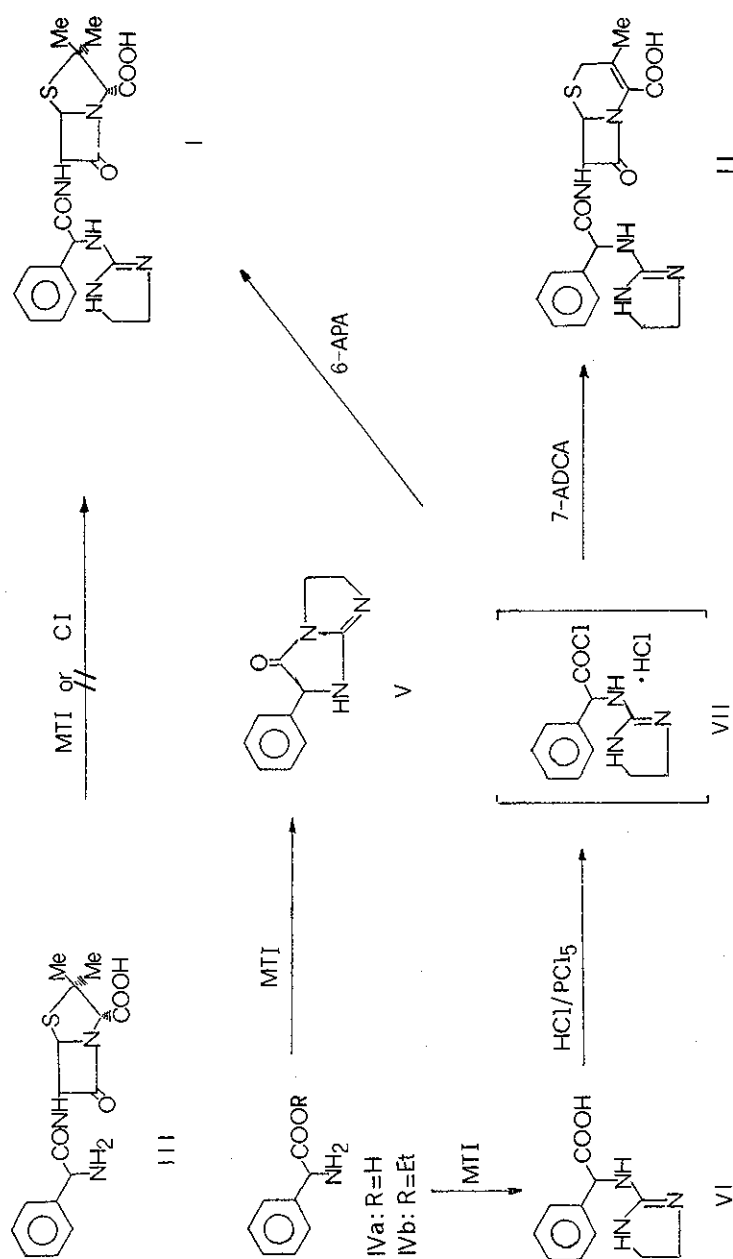 S
Me
Me
CONH
N
COOH
NH2
O
III
MTI or CI
S
Me
Me
CONH
N
COOH
NH
O
HN
N
I
COOR
NH2
IVa: R=H
IVb: R=Et
MTI
O
N
N
HN
V
6-APA
MTI
COOH
NH
HN
N
VI
HCl/PCl5
COCl
NH
·HCl
HN
N
VII
7-ADCA
S
CONH
N
Me
COOH
O
NH
HN
N
II